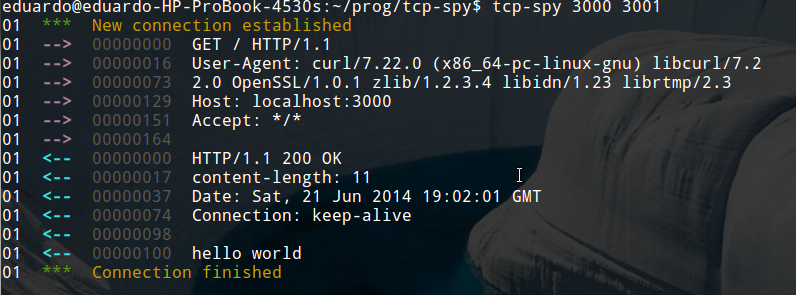 eduardo@eduardo-HP-ProBook-4530s:~/prog/tcp-spy$ tcp-spy 3000 3001
01 *** New connection established
01 --> 00000000 GET / HTTP/1.1
01 --> 00000016 User-Agent: curl/7.22.0 (x86_64-pc-linux-gnu) libcurl/7.2
01 --> 00000073 2.0 OpenSSL/1.0.1 zlib/1.2.3.4 libidn/1.23 librtmp/2.3
01 --> 00000129 Host: localhost:3000
01 --> 00000151 Accept: */*
01 --> 00000164
01 <-- 00000000 HTTP/1.1 200 OK
01 <-- 00000017 content-length: 11
01 <-- 00000037 Date: Sat, 21 Jun 2014 19:02:01 GMT
01 <-- 00000074 Connection: keep-alive
01 <-- 00000098
01 <-- 00000100 hello world
01 *** Connection finished